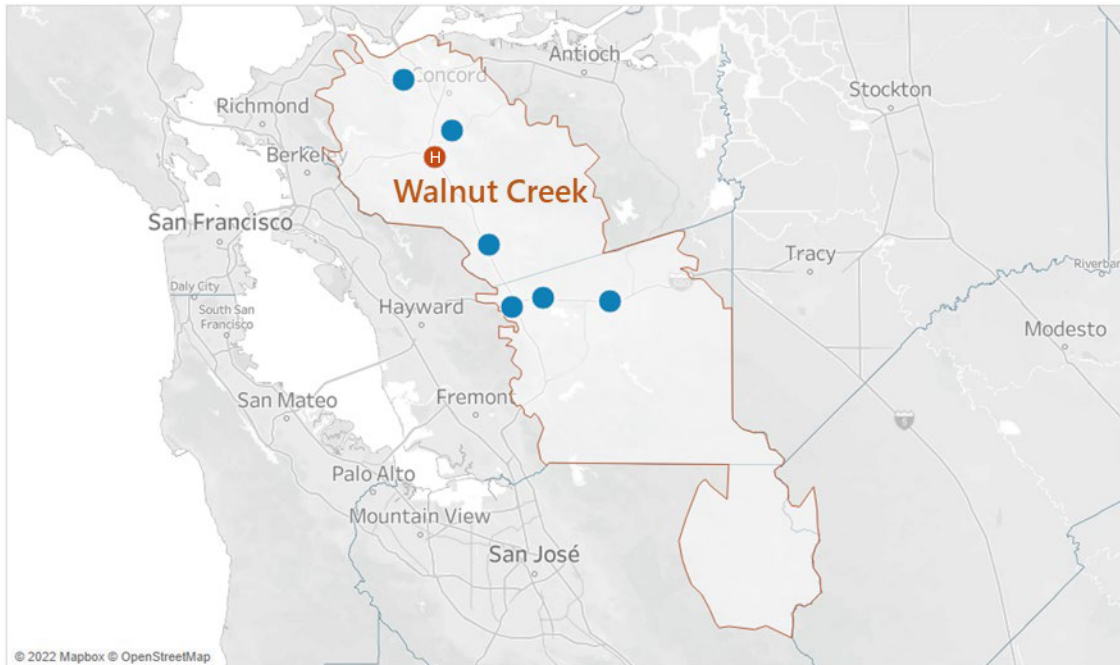 Antioch
Concord
Stockton
Richmond
Berkeley
H
Walnut Creek
San Francisco
Tracy
Daly City
Hayward
South San
Francisco
Modesto
Fremont
San Mateo
5
Palo Alto
Mountain View
San José
© 2022 Mapbox © OpenStreetMap